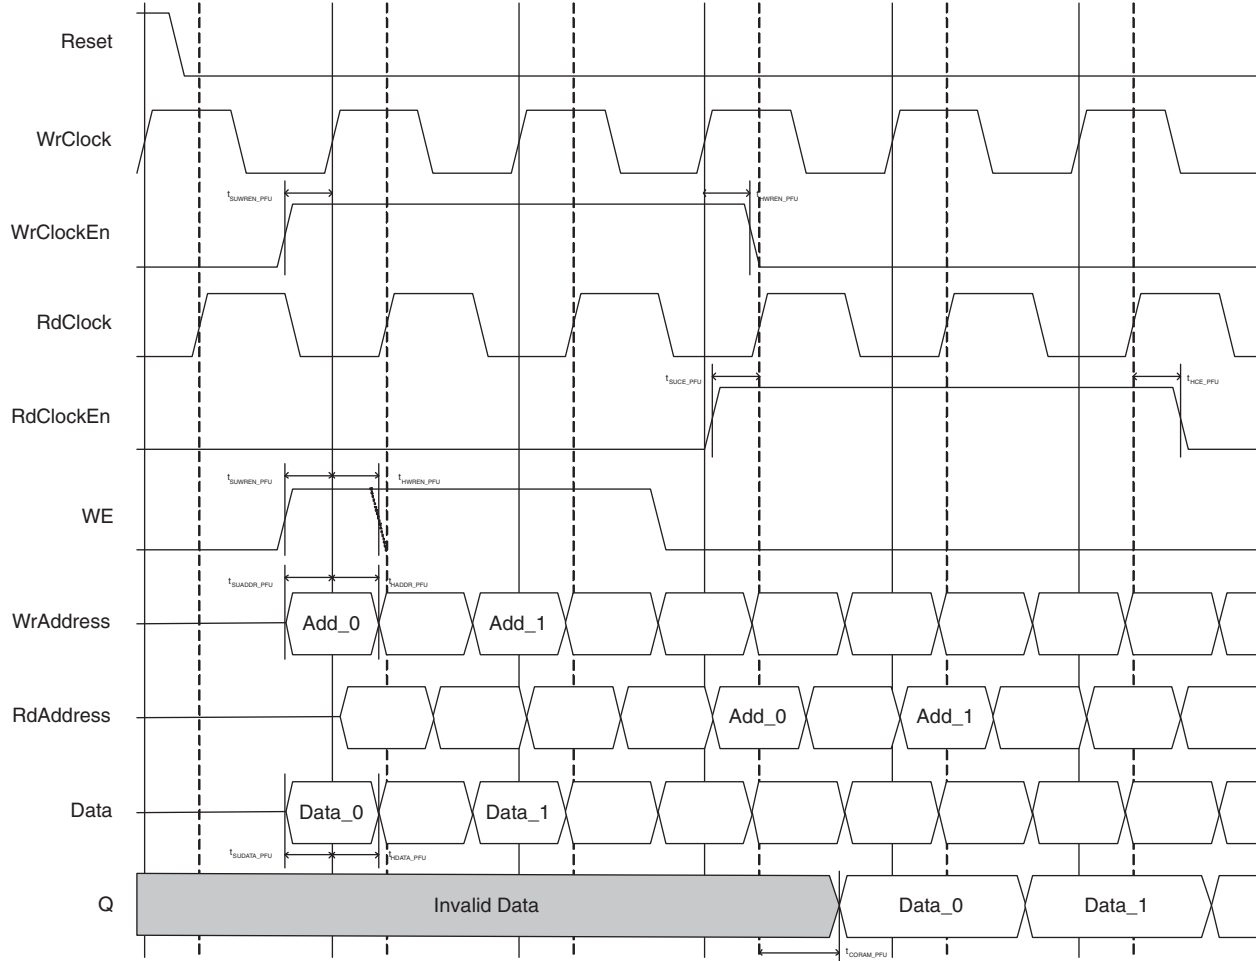 Reset
WrClock
tSUWREN_PFU tHWREN_PFU
WrClockEn
RdClock
tSUCE_PFU tHCE_PFU
RdClockEn
tSUWREN_PFU tHWREN_PFU
WE
tSUADDR_PFU tHADDR_PFU
WrAddress Add_0 Add_1
RdAddress Add_0 Add_1
Data Data_0 Data_1
tSUDATA_PFU tHDATA_PFU
Q Invalid Data Data_0 Data_1
tCORAM_PFU